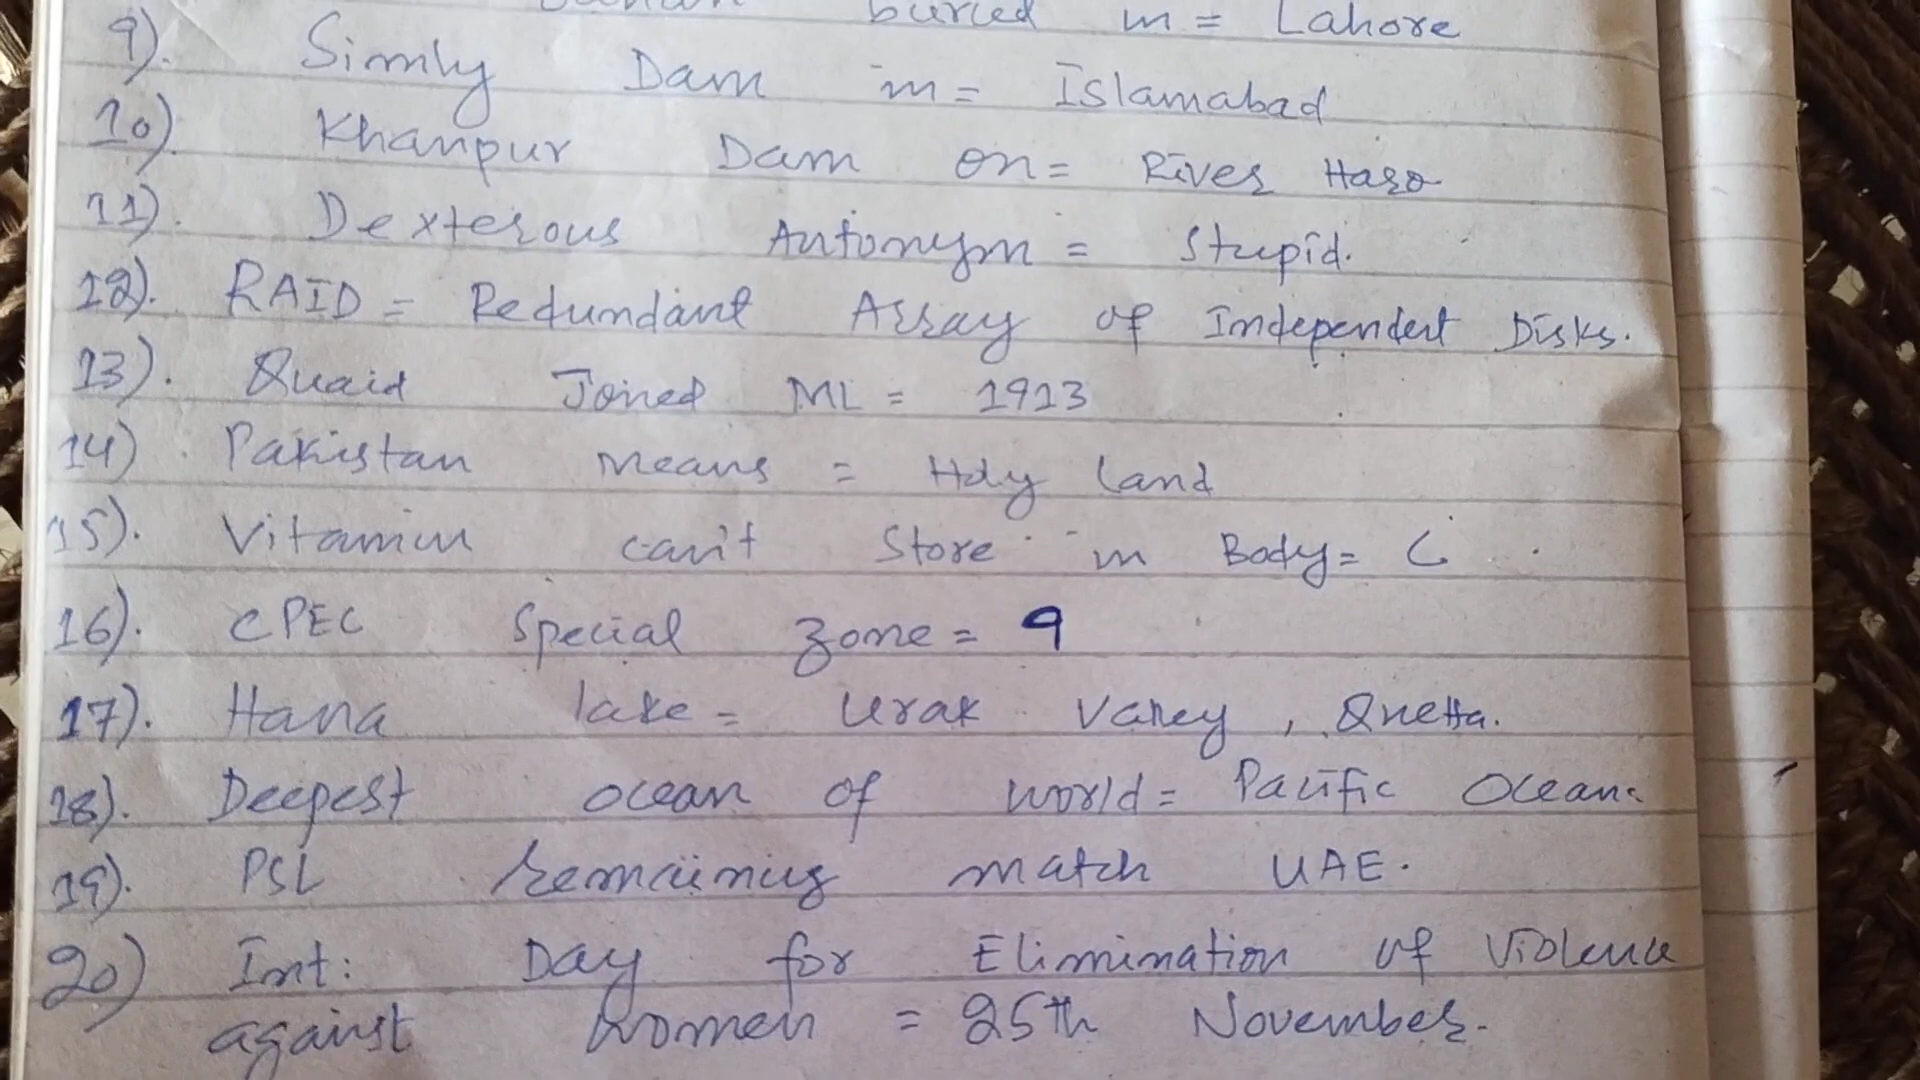 buried in = Lahore
9). Simly Dam in = Islamabad
10) Khanpur Dam on = River Haro
11). Dexterous Antonym = Stupid.
12). RAID = Redundant Array of Independent Disks.
13). Quaid Joined ML = 1913
14) Pakistan means = Holy Land
15). Vitamin can't Store in Body = C
16). CPEC Special Zone = 9
17). Hana lake = Urak Valley, Quetta.
18). Deepest ocean of world = Pacific Ocean.
19). PSL remaining match UAE.
20) Int: Day for Elimination of Violence
against women = 25th November.